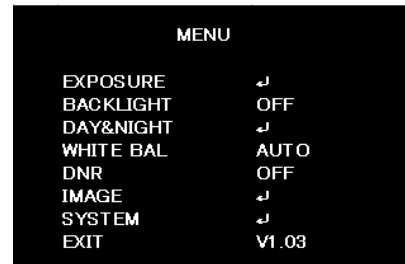 MENU
EXPOSURE ↲
BACKLIGHT OFF
DAY&NIGHT ↲
WHITE BAL AUTO
DNR OFF
IMAGE ↲
SYSTEM ↲
EXIT V1.03